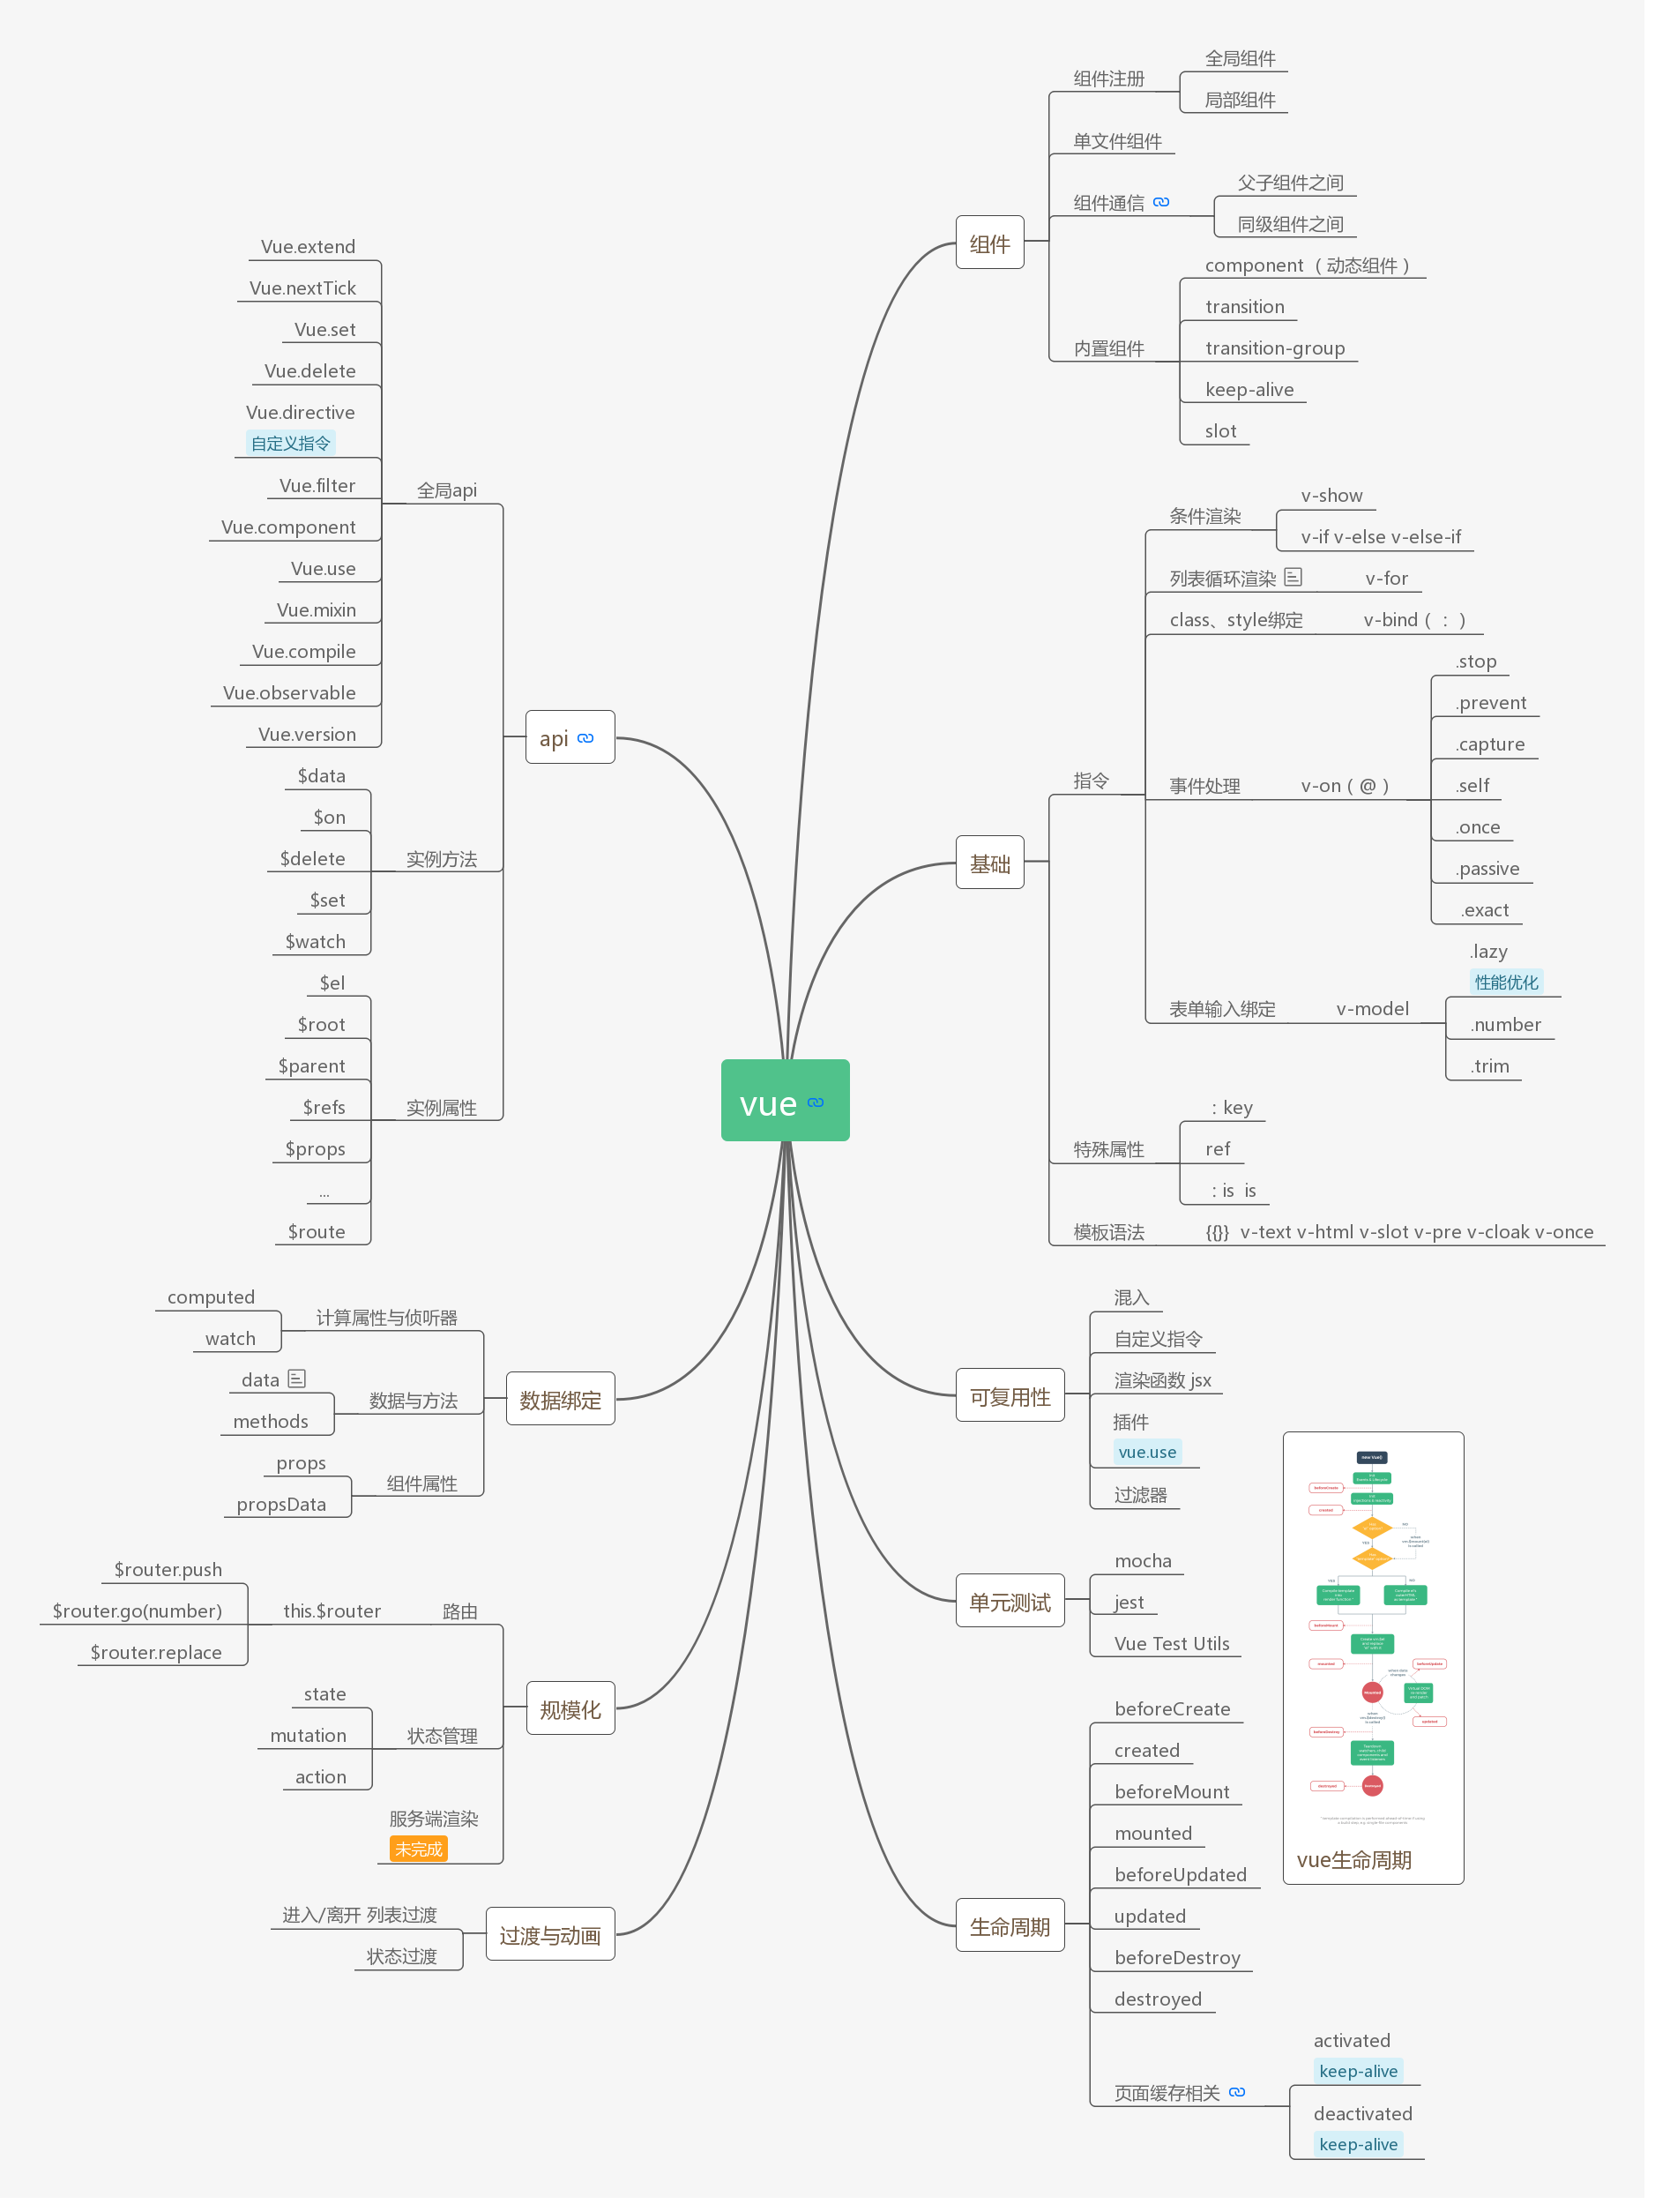 vue
组件
组件注册
全局组件
局部组件
单文件组件
组件通信
父子组件之间
同级组件之间
内置组件
component （动态组件）
transition
transition-group
keep-alive
slot
基础
指令
条件渲染
v-show
v-if v-else v-else-if
列表循环渲染
v-for
class、style绑定
v-bind（ : ）
事件处理
v-on（@）
.stop
.prevent
.capture
.self
.once
.passive
.exact
表单输入绑定
v-model
.lazy
性能优化
.number
.trim
特殊属性
: key
ref
: is is
模板语法
{{}} v-text v-html v-slot v-pre v-cloak v-once
可复用性
混入
自定义指令
渲染函数 jsx
插件
vue.use
过滤器
单元测试
mocha
jest
Vue Test Utils
生命周期
beforeCreate
created
beforeMount
mounted
beforeUpdated
updated
beforeDestroy
destroyed
页面缓存相关
activated
keep-alive
deactivated
keep-alive
new Vue()
beforeCreate
created
YES
beforeMount
mounted
Mounted
beforeUpdate
updated
beforeDestroy
destroyed
vue生命周期
api
全局api
Vue.extend
Vue.nextTick
Vue.set
Vue.delete
Vue.directive
自定义指令
Vue.filter
Vue.component
Vue.use
Vue.mixin
Vue.compile
Vue.observable
Vue.version
实例方法
$data
$on
$delete
$set
$watch
实例属性
$el
$root
$parent
$refs
$props
...
$route
数据绑定
计算属性与侦听器
computed
watch
数据与方法
data
methods
组件属性
props
propsData
规模化
路由
this.$router
$router.push
$router.go(number)
$router.replace
状态管理
state
mutation
action
服务端渲染
未完成
过渡与动画
进入/离开 列表过渡
状态过渡